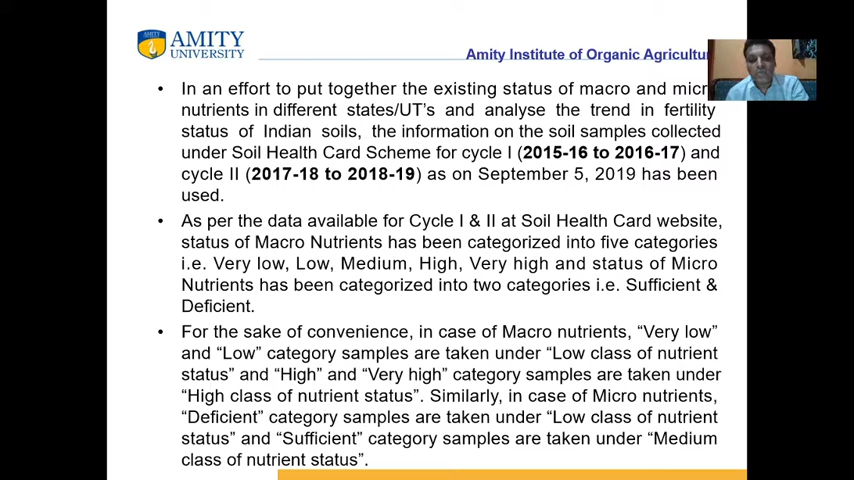 AMITY
UNIVERSITY
Amity Institute of Organic Agricultur
• In an effort to put together the existing status of macro and micr
nutrients in different states/UT's and analyse the trend in fertility
status of Indian soils, the information on the soil samples collected
under Soil Health Card Scheme for cycle I (2015-16 to 2016-17) and
cycle II (2017-18 to 2018-19) as on September 5, 2019 has been
used.
• As per the data available for Cycle I & II at Soil Health Card website,
status of Macro Nutrients has been categorized into five categories
i.e. Very low, Low, Medium, High, Very high and status of Micro
Nutrients has been categorized into two categories i.e. Sufficient &
Deficient.
• For the sake of convenience, in case of Macro nutrients, “Very low”
and “Low” category samples are taken under “Low class of nutrient
status” and “High” and “Very high” category samples are taken under
“High class of nutrient status”. Similarly, in case of Micro nutrients,
“Deficient” category samples are taken under “Low class of nutrient
status” and “Sufficient” category samples are taken under “Medium
class of nutrient status”.